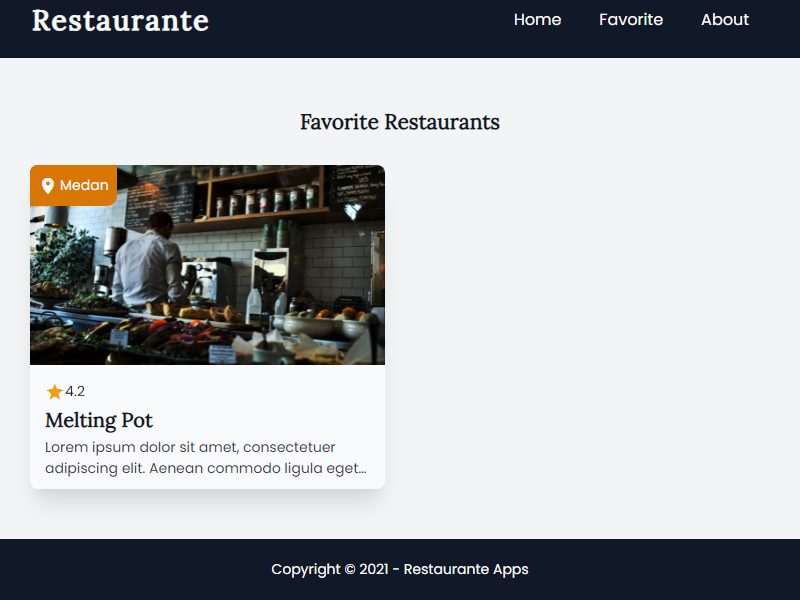 Restaurante
Home Favorite About
Favorite Restaurants
Medan
4.2
Melting Pot
Lorem ipsum dolor sit amet, consectetuer
adipiscing elit. Aenean commodo ligula eget...
Copyright © 2021 - Restaurante Apps